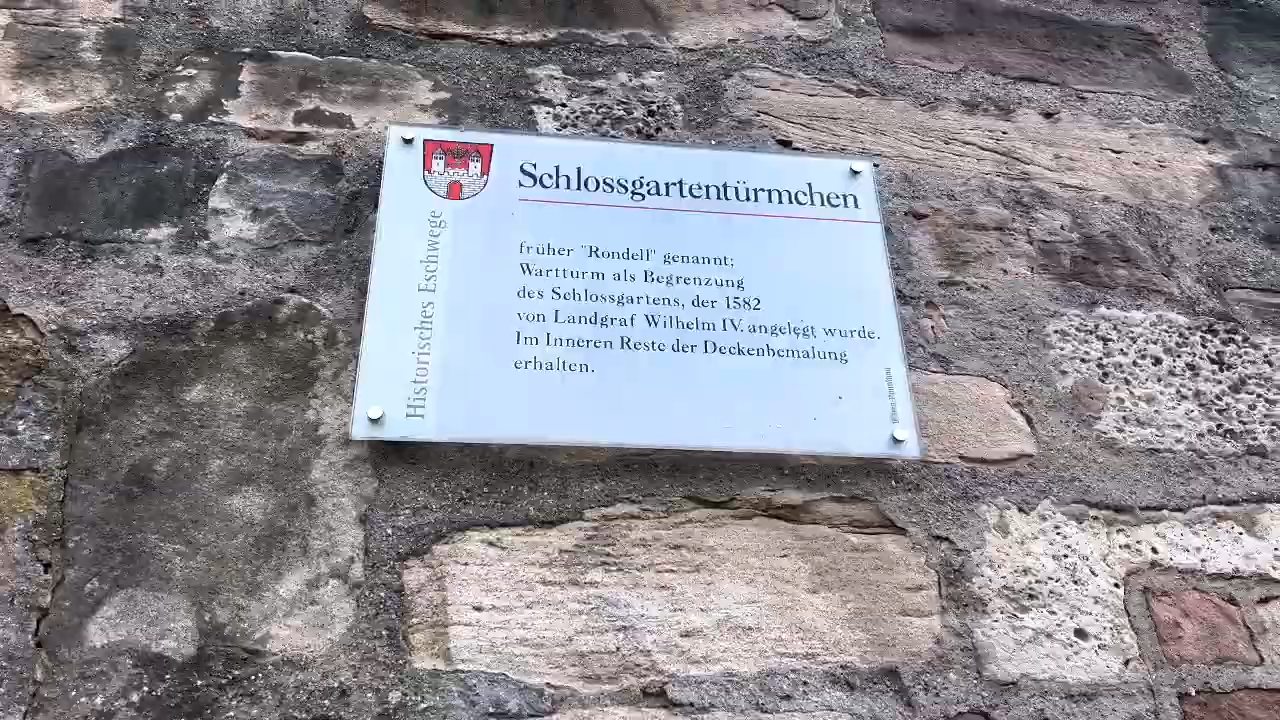 Schlossgartentürmchen
Historisches Eschwege
früher "Rondell" genannt;
Wartturm als Begrenzung
des Schlossgartens, der 1582
von Landgraf Wilhelm IV. angelegt wurde.
Im Inneren Reste der Deckenbemalung
erhalten.